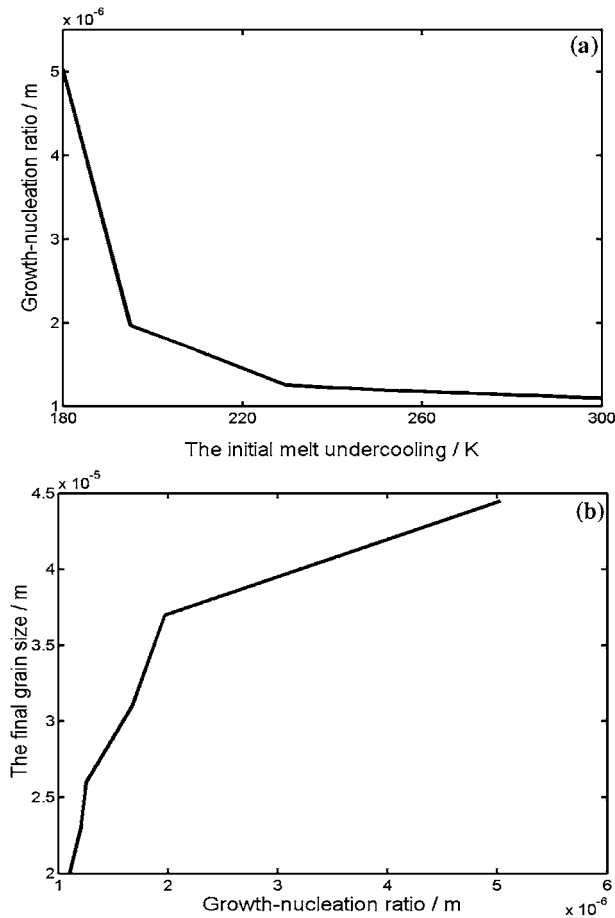 x 10⁻⁶
(a)
5
4
3
2
1
Growth-nucleation ratio / m
180 220 260 300
The initial melt undercooling / K
x 10⁻⁵
(b)
4.5
4
3.5
3
2.5
2
The final grain size / m
1 2 3 4 5 6
Growth-nucleation ratio / m
x 10⁻⁶